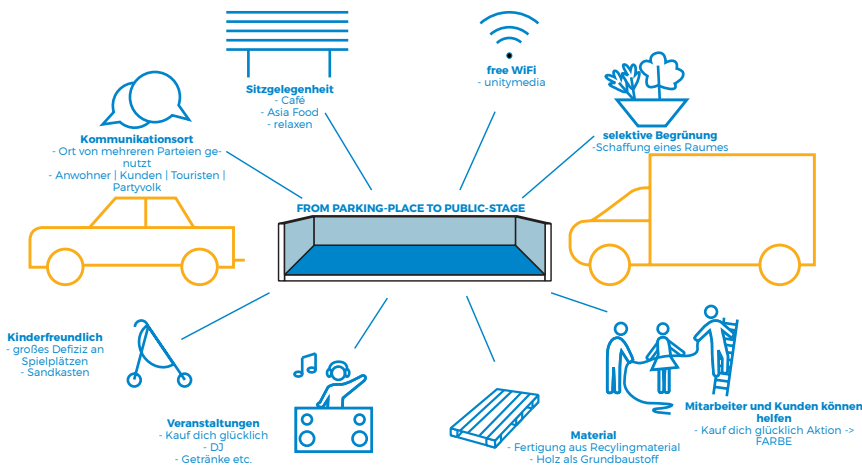 Sitzgelegenheit
- Café
- Asia Food
- relaxen
free WiFi
- unitymedia
Kommunikationsort
- Ort von mehreren Parteien ge-
nutzt
- Anwohner | Kunden | Touristen |
Partyvolk
selektive Begrünung
-Schaffung eines Raumes
FROM PARKING-PLACE TO PUBLIC-STAGE
Kinderfreundlich
- großes Defiziz an
Spielplätzen
- Sandkasten
Veranstaltungen
- Kauf dich glücklich
- DJ
- Getränke etc.
Material
- Fertigung aus Recylingmaterial
- Holz als Grundbaustoff
Mitarbeiter und Kunden können
helfen
- Kauf dich glücklich Aktion ->
FARBE